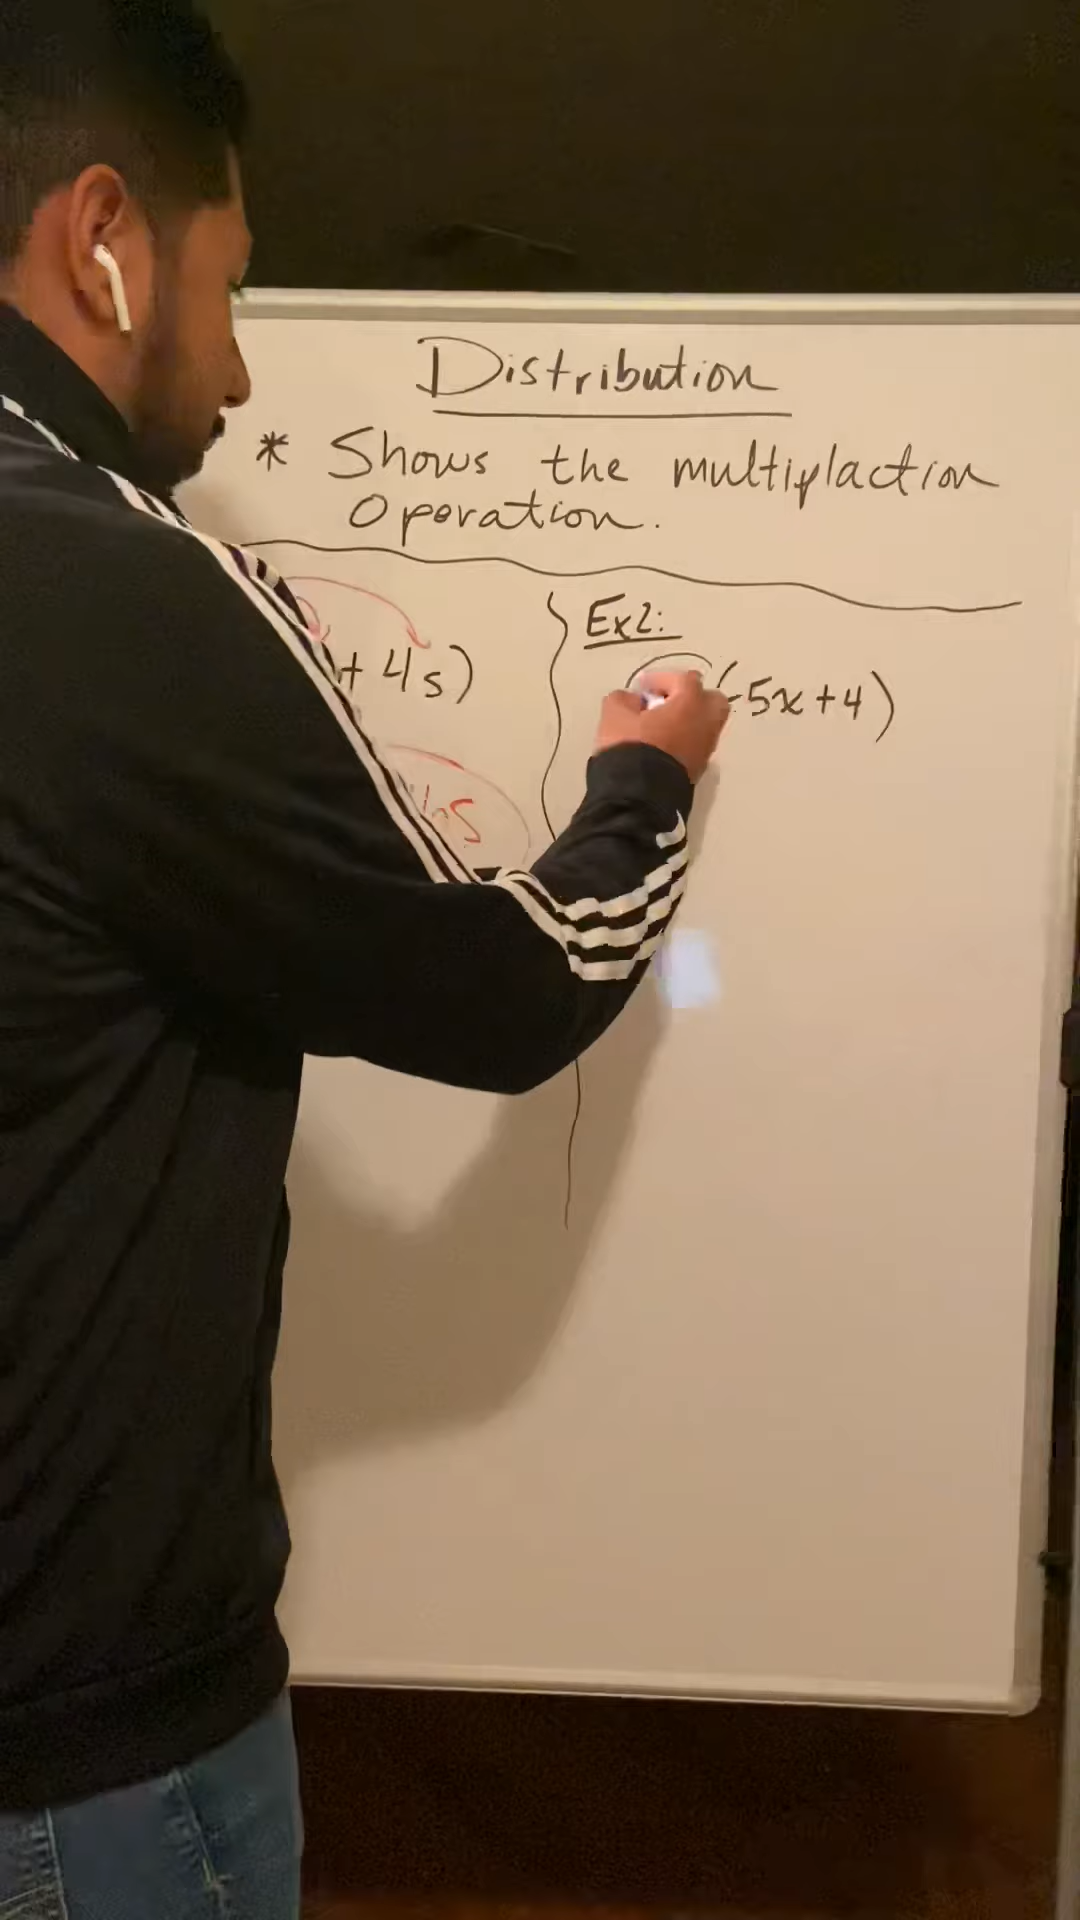 Distribution
* Shows the multiplaction
Operation.
+ 4s)
Ex2:
(-5x+4)